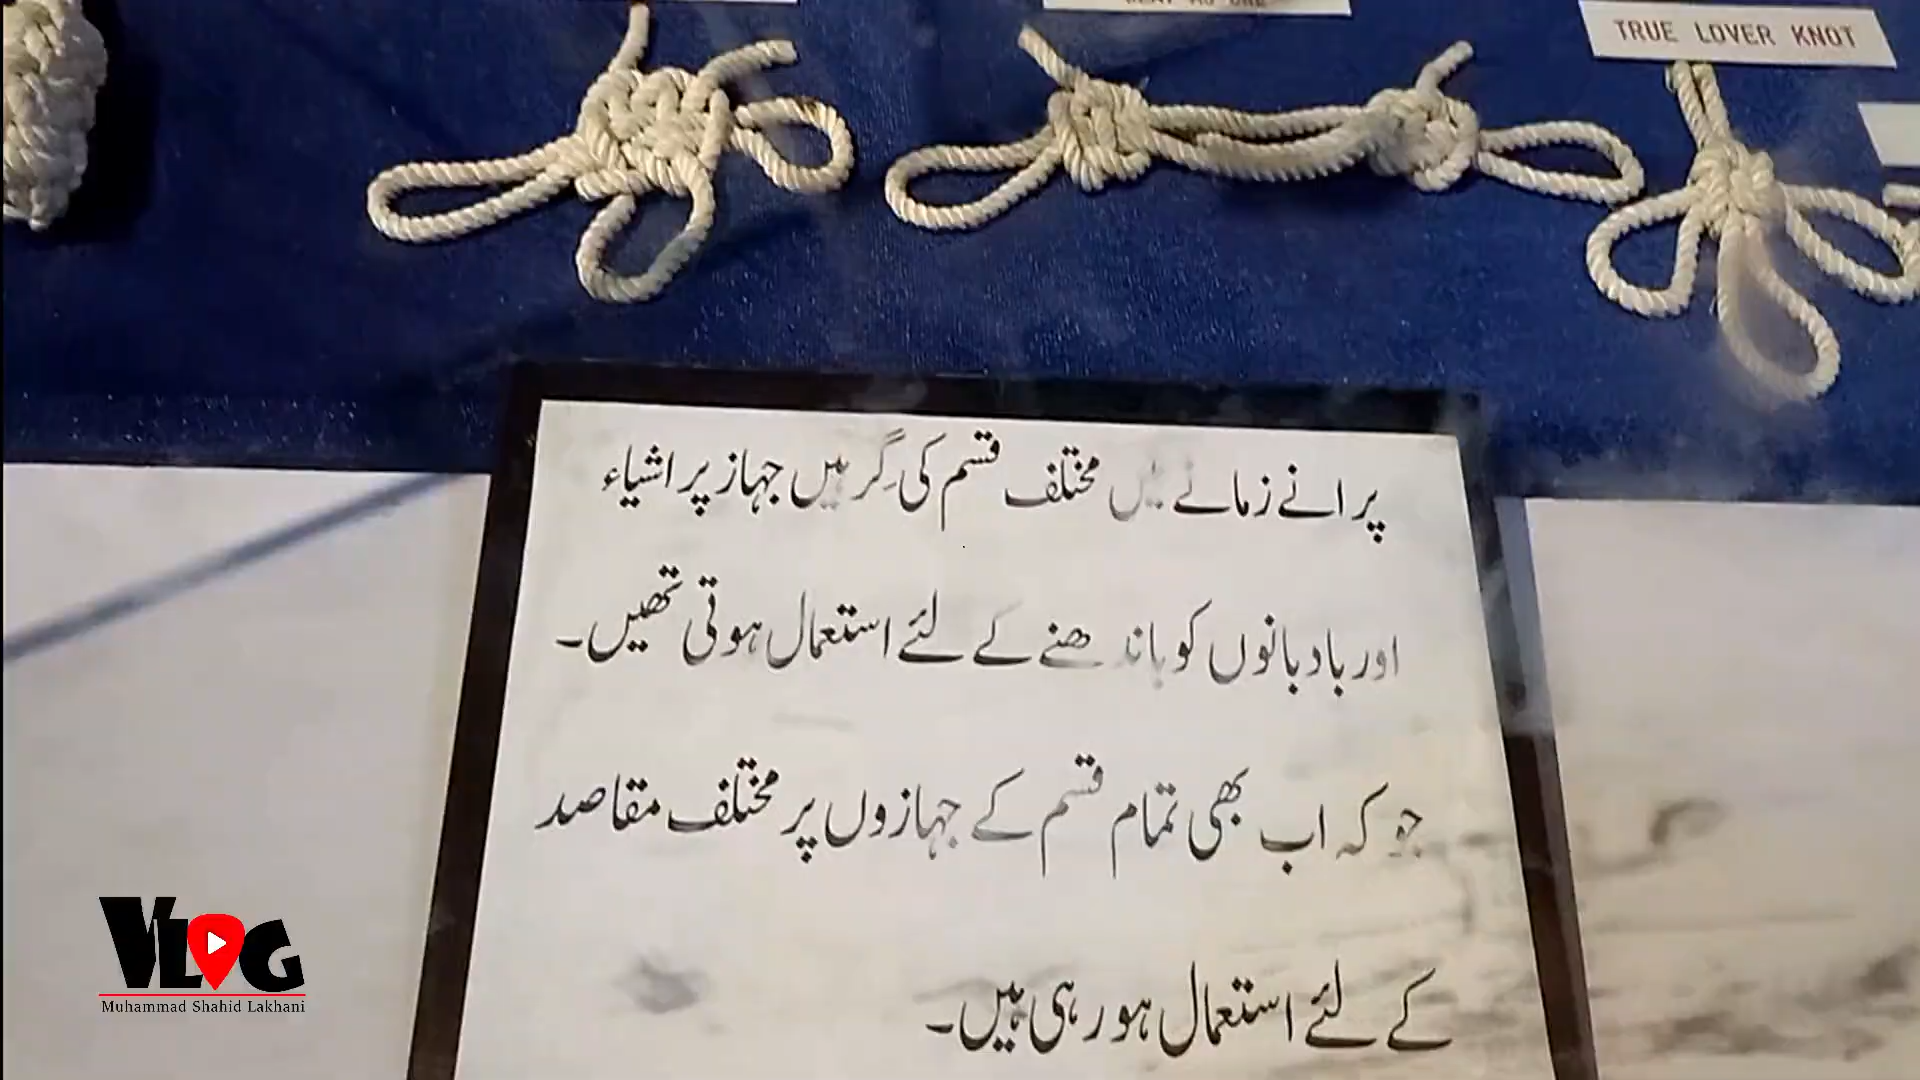 TRUE LOVER KNOT
پرانے زمانے میں مختلف قسم کی گِرہیں جہاز پر اشیاء
اور بادبانوں کو باندھنے کے لئے استعمال ہوتی تھیں۔
جو کہ اب بھی تمام قسم کے جہازوں پر مختلف مقاصد
کے لئے استعمال ہو رہی ہیں۔
VLOG
Muhammad Shahid Lakhani